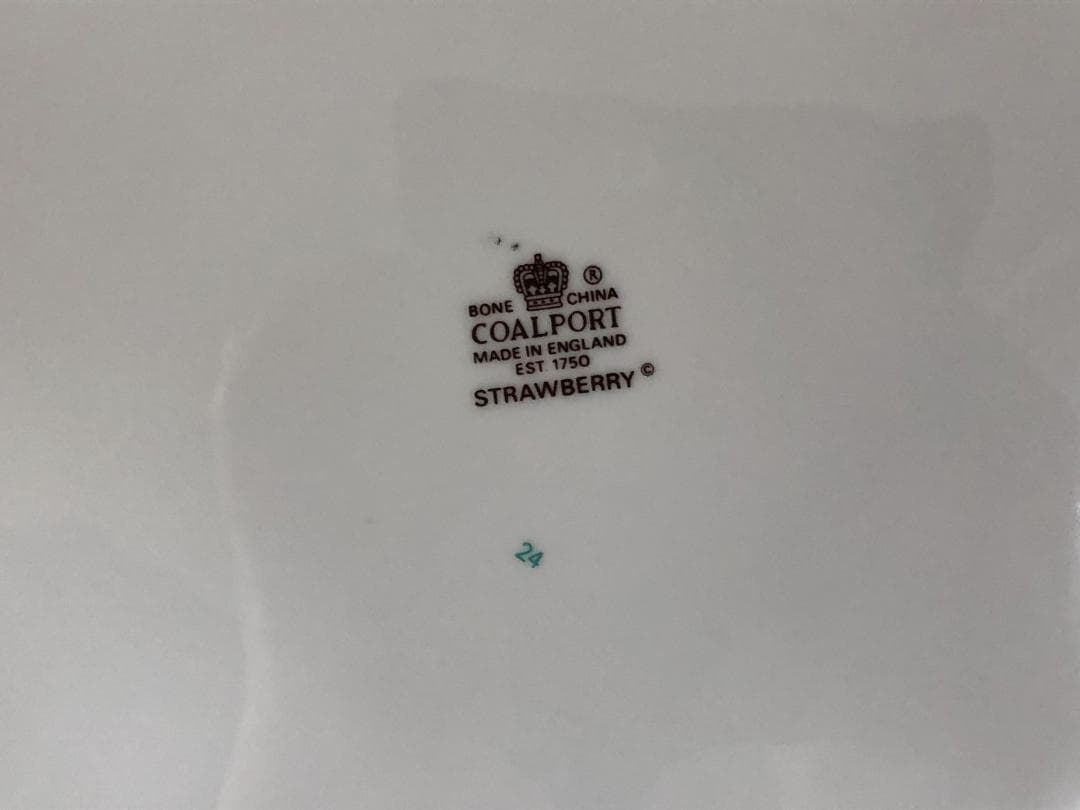 ®
BONE CHINA
COALPORT
MADE IN ENGLAND
EST. 1750
STRAWBERRY ©
24